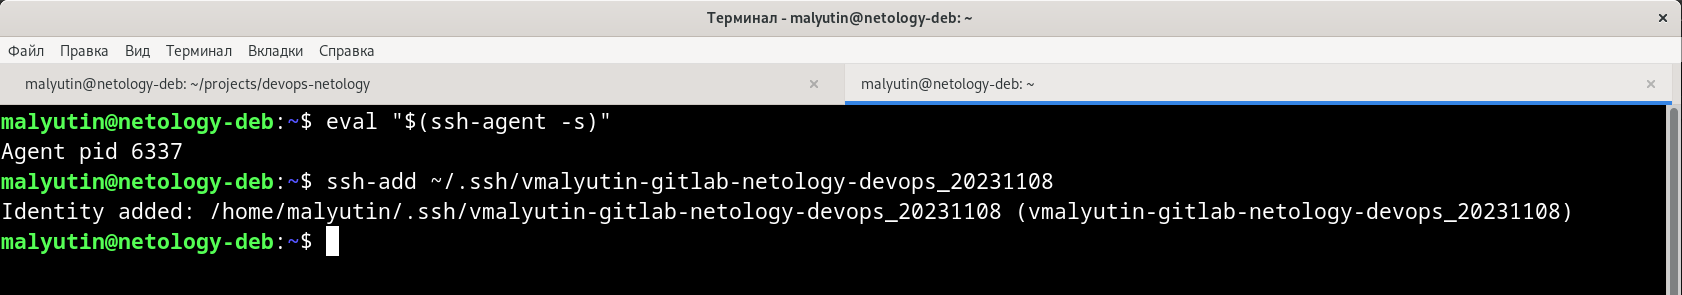 Терминал - malyutin@netology-deb: ~
Файл Правка Вид Терминал Вкладки Справка
malyutin@netology-deb: ~/projects/devops-netology malyutin@netology-deb: ~
malyutin@netology-deb:~$ eval "$(ssh-agent -s)"
Agent pid 6337
malyutin@netology-deb:~$ ssh-add ~/.ssh/vmalyutin-gitlab-netology-devops_20231108
Identity added: /home/malyutin/.ssh/vmalyutin-gitlab-netology-devops_20231108 (vmalyutin-gitlab-netology-devops_20231108)
malyutin@netology-deb:~$